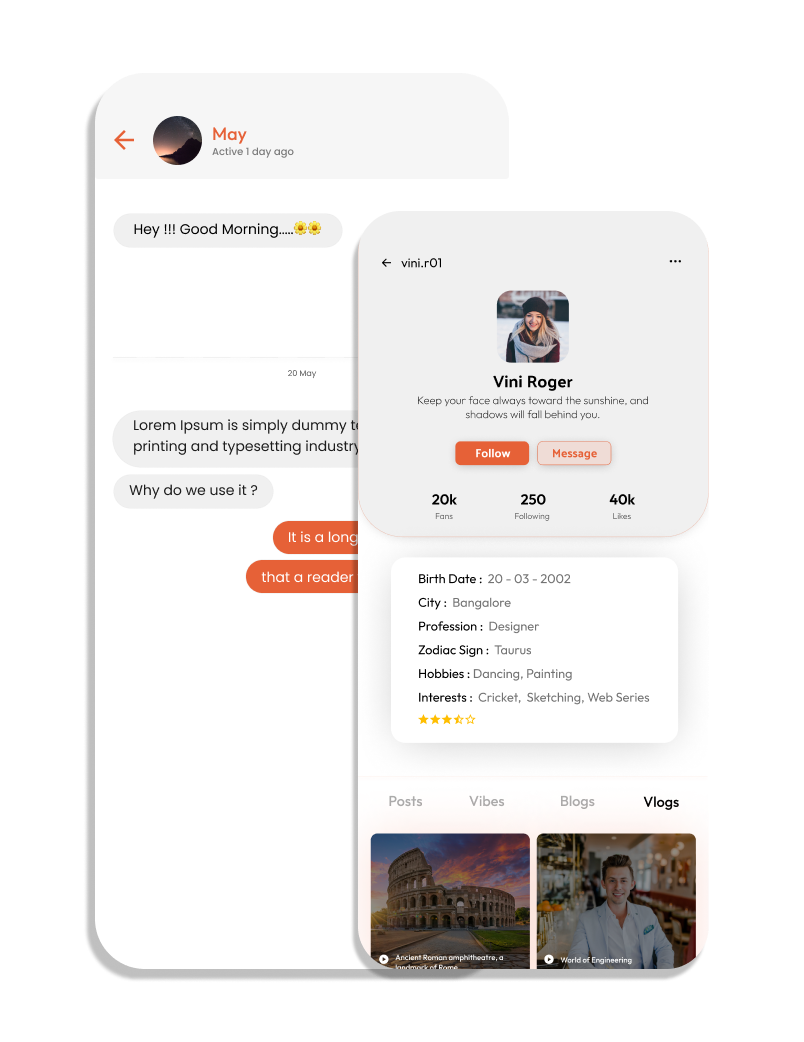 May
Active 1 day ago
Hey !!! Good Morning.....🌼🌼
20 May
Lorem Ipsum is simply dummy
printing and typesetting industry
Why do we use it ?
It is a long
that a reader
vini.r01
Vini Roger
Keep your face always toward the sunshine, and
shadows will fall behind you.
Follow Message
20k 250 40k
Fans Following Likes
Birth Date : 20 - 03 - 2002
City : Bangalore
Profession : Designer
Zodiac Sign : Taurus
Hobbies : Dancing, Painting
Interests : Cricket, Sketching, Web Series
Posts Vibes Blogs Vlogs
Ancient Roman amphitheatre, a
landmark of Rome
World of Engineering